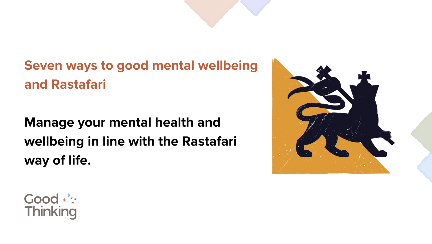 Seven ways to good mental wellbeing
and Rastafari
Manage your mental health and
wellbeing in line with the Rastafari
way of life.
Good
Thinking